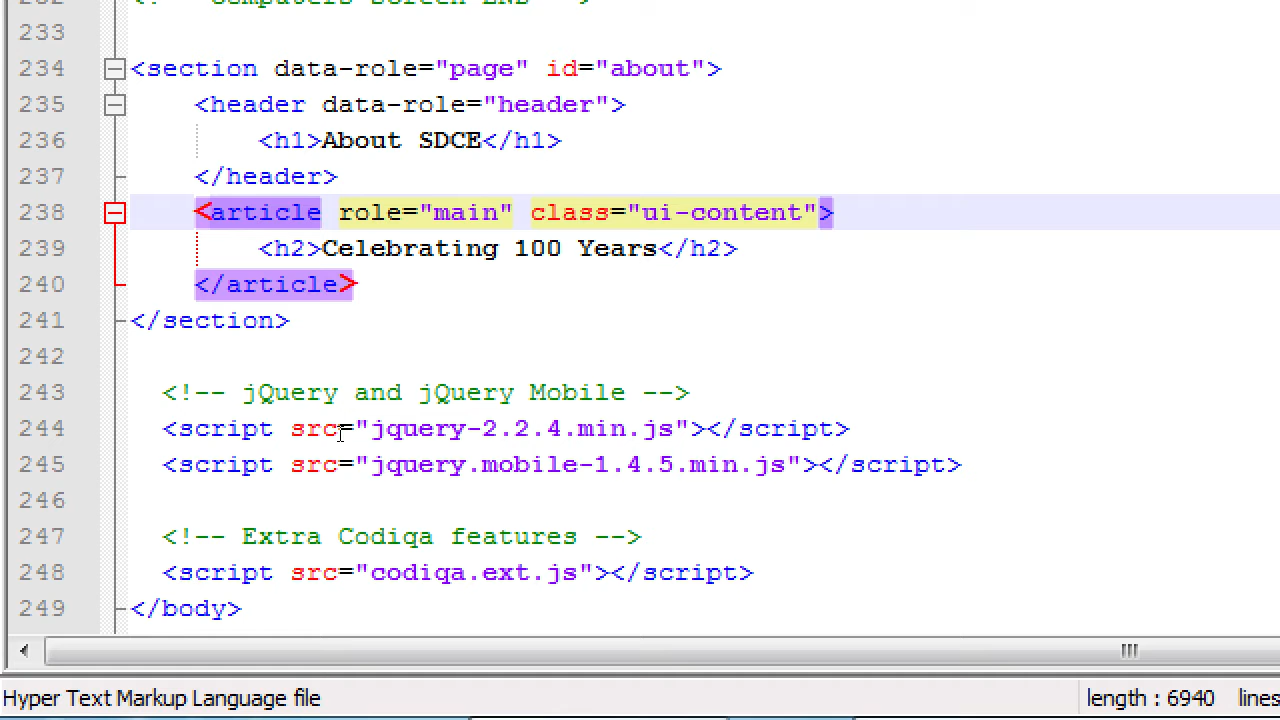 233
234 <section data-role="page" id="about">
235 <header data-role="header">
236 <h1>About SDCE</h1>
237 </header>
238 <article role="main" class="ui-content">
239 <h2>Celebrating 100 Years</h2>
240 </article>
241 </section>
242
243 <!-- jQuery and jQuery Mobile -->
244 <script src="jquery-2.2.4.min.js"></script>
245 <script src="jquery.mobile-1.4.5.min.js"></script>
246
247 <!-- Extra Codiqa features -->
248 <script src="codiqa.ext.js"></script>
249 </body>
Hyper Text Markup Language file length : 6940 lines